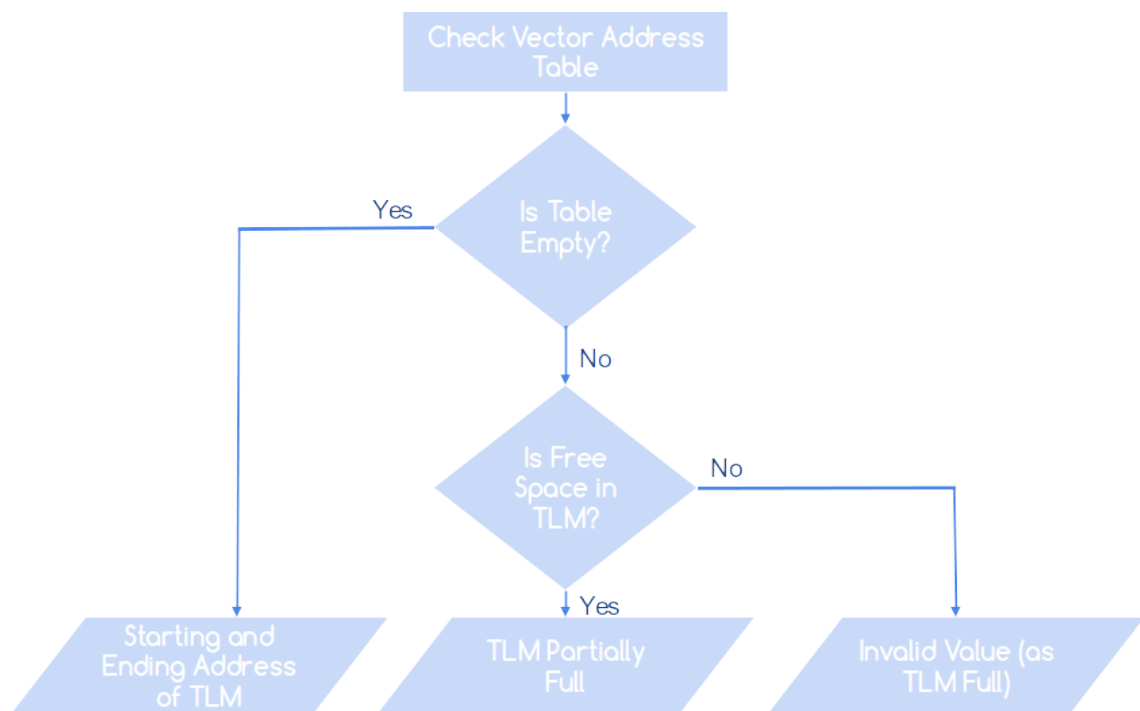 Check Vector Address
Table
Yes
Is Table
Empty?
No
Is Free
Space in
TLM?
No
Yes
Starting and
Ending Address
of TLM
TLM Partially
Full
Invalid Value (as
TLM Full)